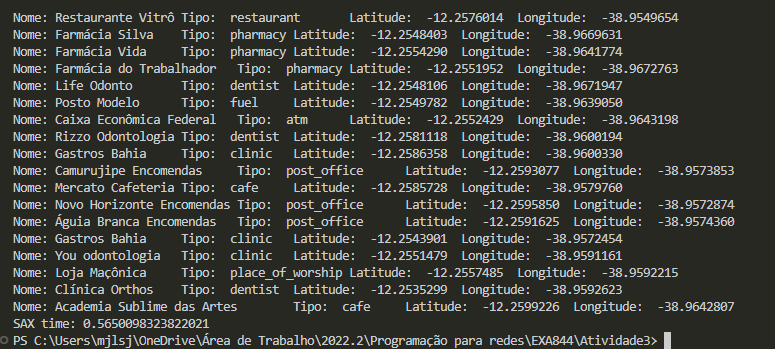 Nome: Restaurante Vitrô Tipo: restaurant Latitude: -12.2576014 Longitude: -38.9549654
Nome: Farmácia Silva Tipo: pharmacy Latitude: -12.2548403 Longitude: -38.9669631
Nome: Farmácia Vida Tipo: pharmacy Latitude: -12.2554290 Longitude: -38.9641774
Nome: Farmácia do Trabalhador Tipo: pharmacy Latitude: -12.2551952 Longitude: -38.9672763
Nome: Life Odonto Tipo: dentist Latitude: -12.2548106 Longitude: -38.9671947
Nome: Posto Modelo Tipo: fuel Latitude: -12.2549782 Longitude: -38.9639050
Nome: Caixa Econômica Federal Tipo: atm Latitude: -12.2552429 Longitude: -38.9643198
Nome: Rizzo Odontologia Tipo: dentist Latitude: -12.2581118 Longitude: -38.9600194
Nome: Gastros Bahia Tipo: clinic Latitude: -12.2586358 Longitude: -38.9600330
Nome: Camurujipe Encomendas Tipo: post_office Latitude: -12.2593077 Longitude: -38.9573853
Nome: Mercato Cafeteria Tipo: cafe Latitude: -12.2585728 Longitude: -38.9579760
Nome: Novo Horizonte Encomendas Tipo: post_office Latitude: -12.2595850 Longitude: -38.9572874
Nome: Águia Branca Encomendas Tipo: post_office Latitude: -12.2591625 Longitude: -38.9574360
Nome: Gastros Bahia Tipo: clinic Latitude: -12.2543901 Longitude: -38.9572454
Nome: You odontologia Tipo: clinic Latitude: -12.2551479 Longitude: -38.9591161
Nome: Loja Maçônica Tipo: place_of_worship Latitude: -12.2557485 Longitude: -38.9592215
Nome: Clínica Orthos Tipo: dentist Latitude: -12.2535299 Longitude: -38.9592623
Nome: Academia Sublime das Artes Tipo: cafe Latitude: -12.2599226 Longitude: -38.9642807
SAX time: 0.5650098323822021
PS C:\Users\mjlsj\OneDrive\Área de Trabalho\2022.2\Programação para redes\EXA844\Atividade3>